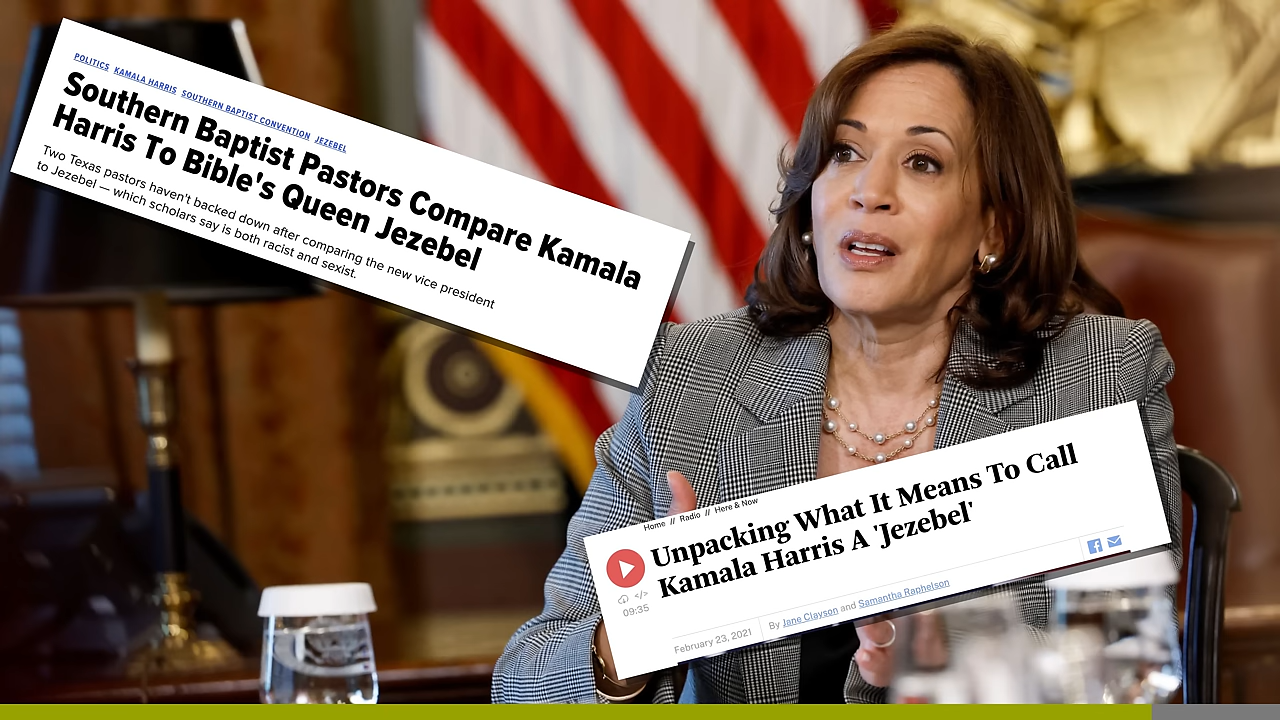 POLITICS KAMALA HARRIS SOUTHERN BAPTIST CONVENTION JEZEBEL
Southern Baptist Pastors Compare Kamala
Harris To Bible's Queen Jezebel
Two Texas pastors haven't backed down after comparing the new vice president
to Jezebel — which scholars say is both racist and sexist.
Home // Radio // Here & Now
Unpacking What It Means To Call
Kamala Harris A 'Jezebel'
</> 
09:35
February 23, 2021
By Jane Clayson and Samantha Raphelson